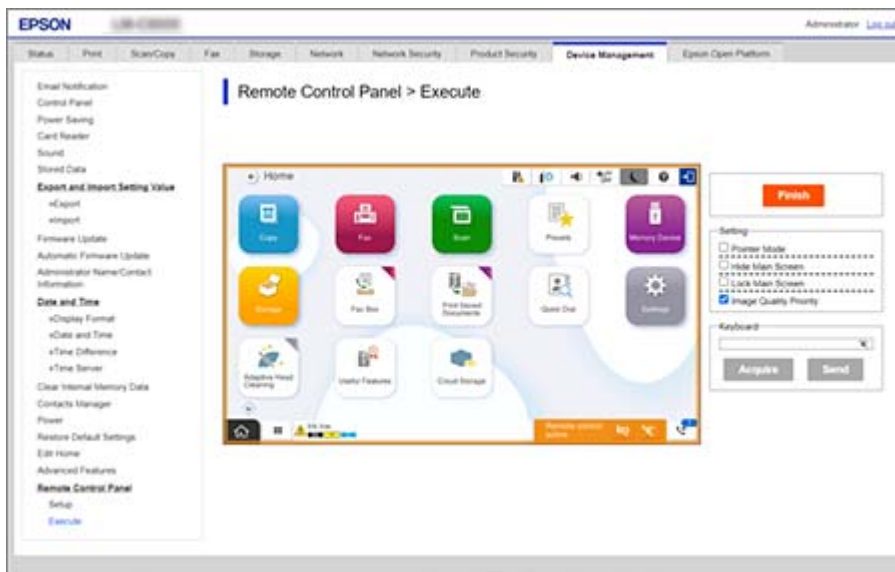 EPSON
Administrator
Status Print Scan/Copy Fax Storage Network Network Security Product Security Device Management Epson Open Platform
Email Notification
Control Panel
Power Saving
Card Reader
Sound
Stored Data
Export and Import Setting Value
»Export
»Import
Firmware Update
Automatic Firmware Update
Administrator Name/Contact
Information
Date and Time
»Display Format
»Date and Time
»Time Difference
»Time Server
Clear Internal Memory Data
Contacts Manager
Power
Restore Default Settings
Edit Home
Advanced Features
Remote Control Panel
Setup
Execute
Remote Control Panel > Execute
Home
Copy
Fax
Scan
Presets
Memory Device
Storage
Fax Box
Print Stored
Documents
Quick Dial
Settings
Adaptive Head
Cleaning
Useful Features
Cloud Storage
Remote control
active
Finish
Setting
Pointer Mode
Hide Main Screen
Lock Main Screen
Image Quality Priority
Keyboard
Acquire
Send